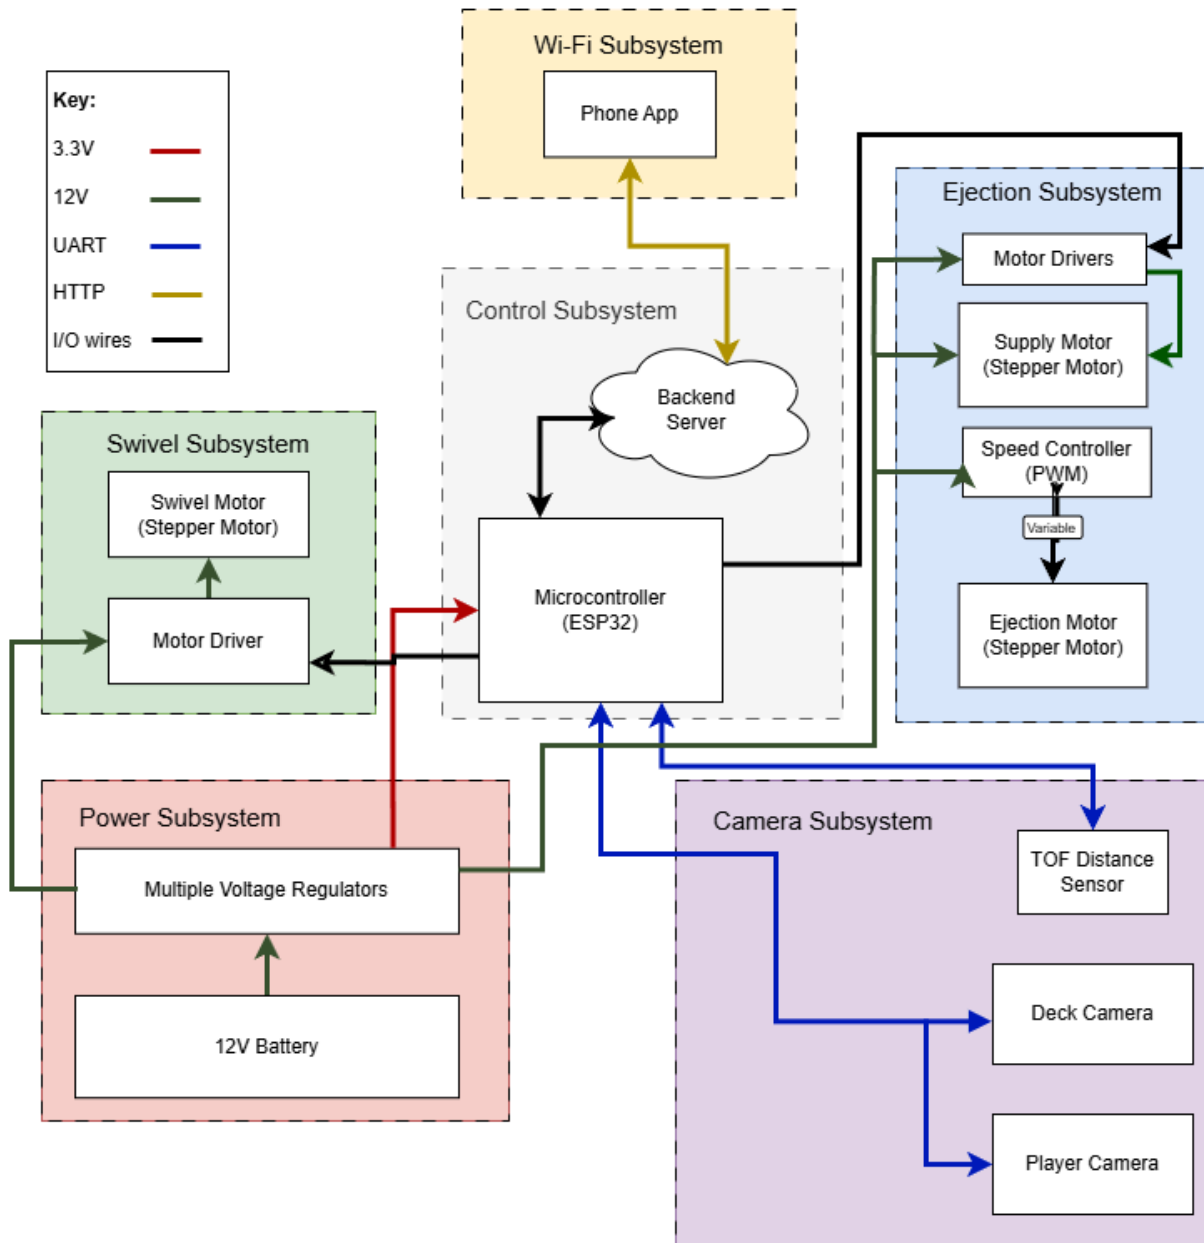 Wi-Fi Subsystem
Phone App
Key:
3.3V
12V
UART
HTTP
I/O wires
Ejection Subsystem
Motor Drivers
Supply Motor
(Stepper Motor)
Speed Controller
(PWM)
Variable
Ejection Motor
(Stepper Motor)
Control Subsystem
Backend
Server
Microcontroller
(ESP32)
Swivel Subsystem
Swivel Motor
(Stepper Motor)
Motor Driver
Power Subsystem
Multiple Voltage Regulators
12V Battery
Camera Subsystem
TOF Distance
Sensor
Deck Camera
Player Camera